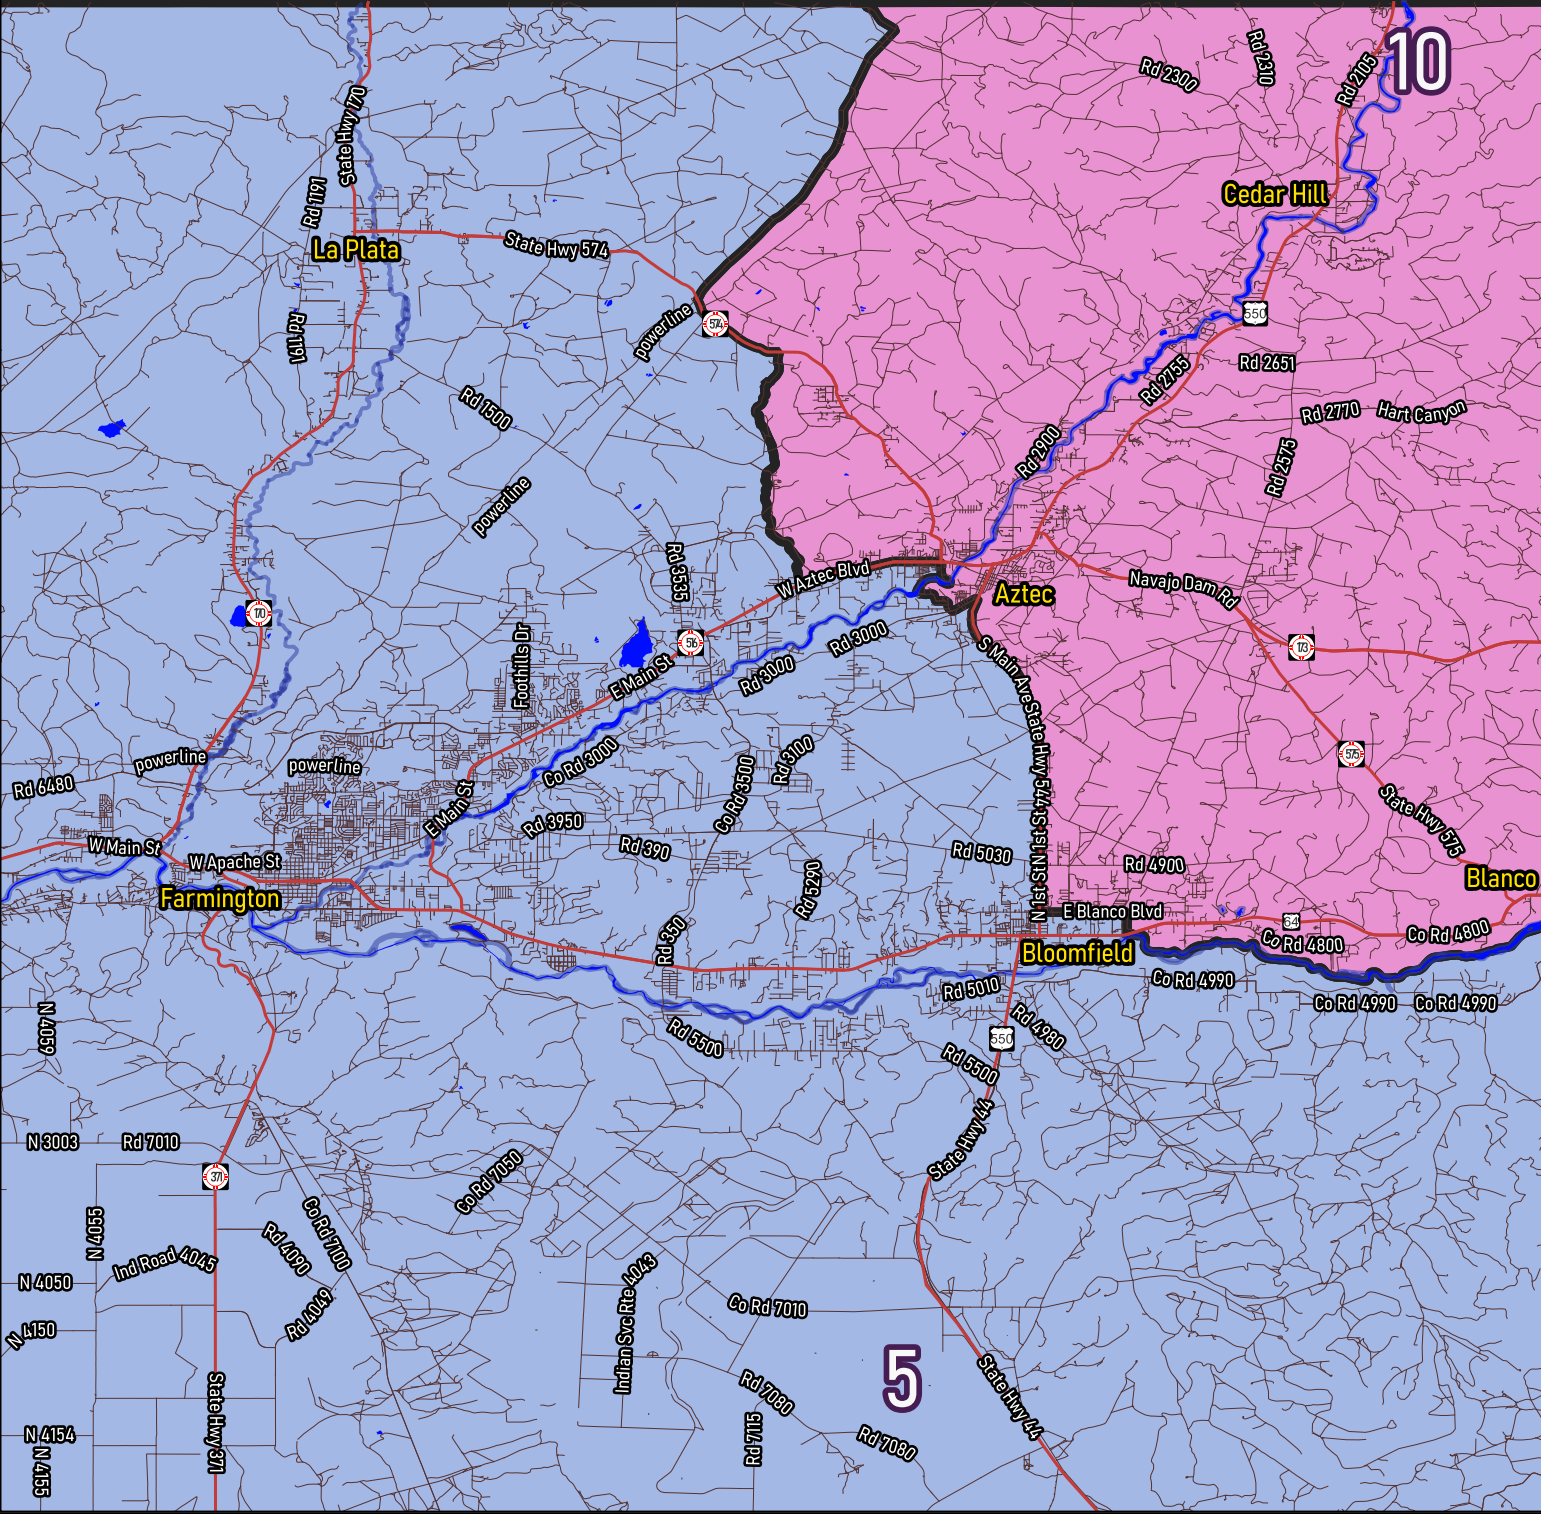 10
Rd 2300
Rd 2310
Rd 2105
State Hwy 170
Rd 1191
Cedar Hill
La Plata
State Hwy 574
574
powerline
550
Rd 1191
Rd 2651
Rd 2755
Rd 1500
Rd 2770
Hart Canyon
Rd 2900
Rd 2575
powerline
Rd 3535
W Aztec Blvd
Aztec
Navajo Dam Rd
170
516
Rd 3000
173
Foothills Dr
E Main St
Rd 3000
S Main Ave
State Hwy 544
575
powerline
powerline
Co Rd 3000
Rd 3100
Co Rd 3500
Rd 6480
E Main St
Rd 3950
State Hwy 575
W Main St
W Apache St
Rd 390
Rd 5030
Rd 4900
N 1st St
N 1st St
Blanco
Farmington
Rd 5290
E Blanco Blvd
64
Rd 350
Bloomfield
Co Rd 4800
Co Rd 4800
Co Rd 4990
Rd 5010
Co Rd 4990
Co Rd 4990
N 4059
Rd 5500
550
Rd 4980
Rd 5500
State Hwy 44
N 3003
Rd 7010
371
Co Rd 7050
N 4055
Ind Road 4045
Rd 4090
Co Rd 7100
N 4050
Rd 4049
Indian Svc Rte 4043
Co Rd 7010
N 4150
5
State Hwy 371
Rd 7080
State Hwy 44
N 4154
N 4155
Rd 7115
Rd 7080